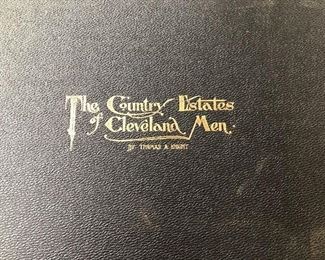 The Country Estates
of Cleveland Men.
BY THOMAS A KNIGHT